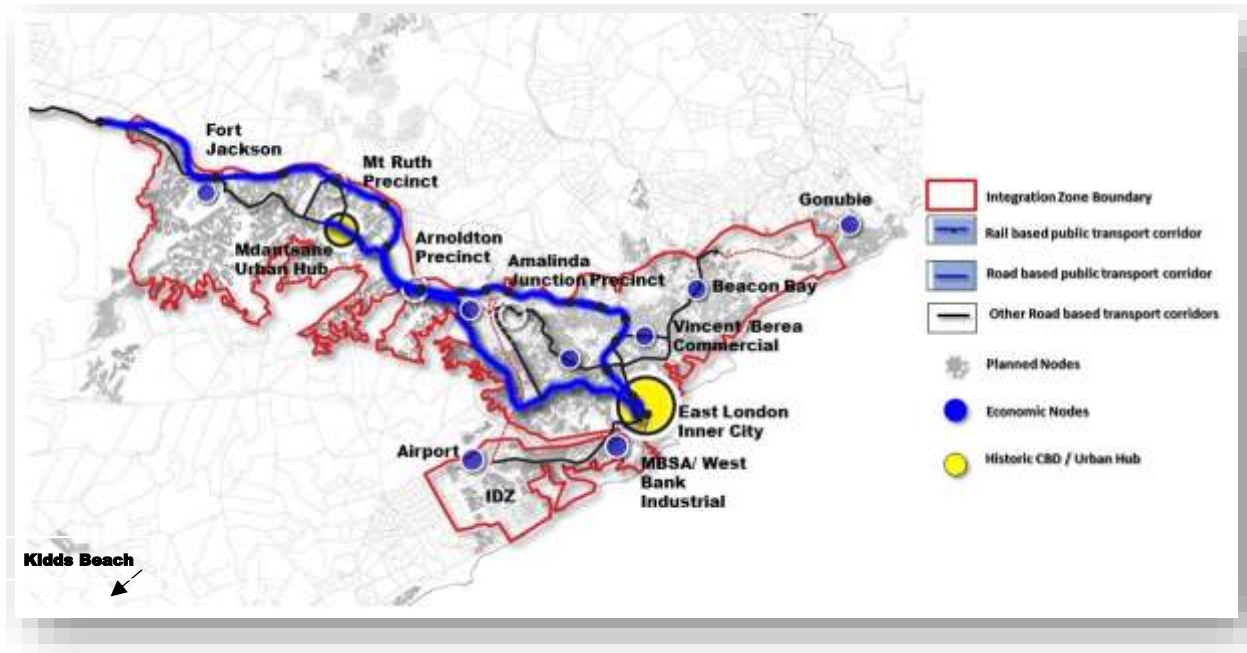 Fort
Jackson
Mt Ruth
Precinct
Gonubie
Mdantsane
Urban Hub
Arnoldton
Precinct
Amalinda
Junction Precinct
Beacon Bay
Vincent/Berea
Commercial
East London
Inner City
Airport
MBSA/ West
Bank
Industrial
IDZ
Kidds Beach
Integration Zone Boundary
Rail based public transport corridor
Road based public transport corridor
Other Road based transport corridors
Planned Nodes
Economic Nodes
Historic CBD / Urban Hub